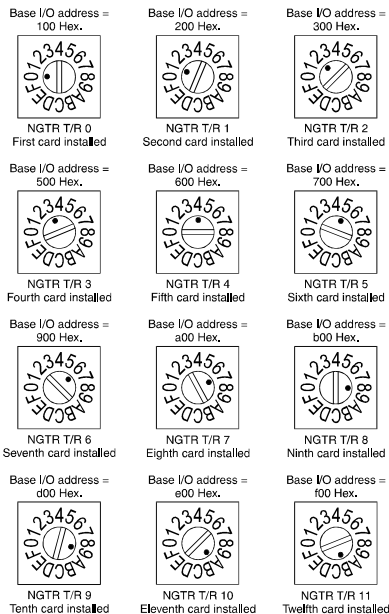 Base I/O address =
100 Hex.
0123456789ABCDEF
NGTR T/R 0
First card installed
Base I/O address =
200 Hex.
0123456789ABCDEF
NGTR T/R 1
Second card installed
Base I/O address =
300 Hex.
0123456789ABCDEF
NGTR T/R 2
Third card installed
Base I/O address =
500 Hex.
0123456789ABCDEF
NGTR T/R 3
Fourth card installed
Base I/O address =
600 Hex.
0123456789ABCDEF
NGTR T/R 4
Fifth card installed
Base I/O address =
700 Hex.
0123456789ABCDEF
NGTR T/R 5
Sixth card installed
Base I/O address =
900 Hex.
0123456789ABCDEF
NGTR T/R 6
Seventh card installed
Base I/O address =
a00 Hex.
0123456789ABCDEF
NGTR T/R 7
Eighth card installed
Base I/O address =
b00 Hex.
0123456789ABCDEF
NGTR T/R 8
Ninth card installed
Base I/O address =
d00 Hex.
0123456789ABCDEF
NGTR T/R 9
Tenth card installed
Base I/O address =
e00 Hex.
0123456789ABCDEF
NGTR T/R 10
Eleventh card installed
Base I/O address =
f00 Hex.
0123456789ABCDEF
NGTR T/R 11
Twelfth card installed